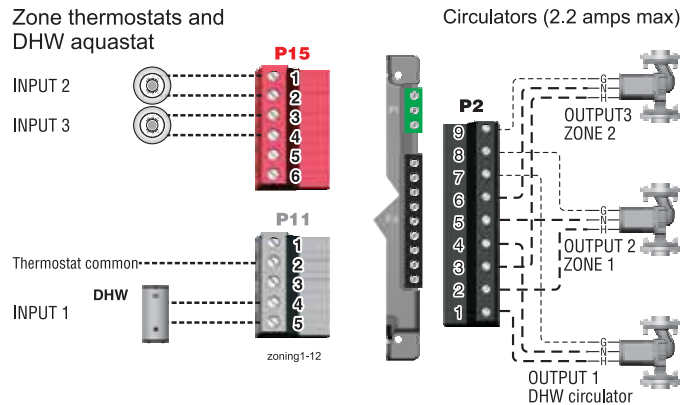 Zone thermostats and
DHW aquastat
P15
INPUT 2
INPUT 3
1
2
3
4
5
6
P11
Thermostat common
DHW
INPUT 1
1
2
3
4
5
zoning1-12
Circulators (2.2 amps max)
P2
9
8
7
6
5
4
3
2
1
G
N
H
OUTPUT3
ZONE 2
G
N
H
OUTPUT 2
ZONE 1
G
N
H
OUTPUT 1
DHW circulator